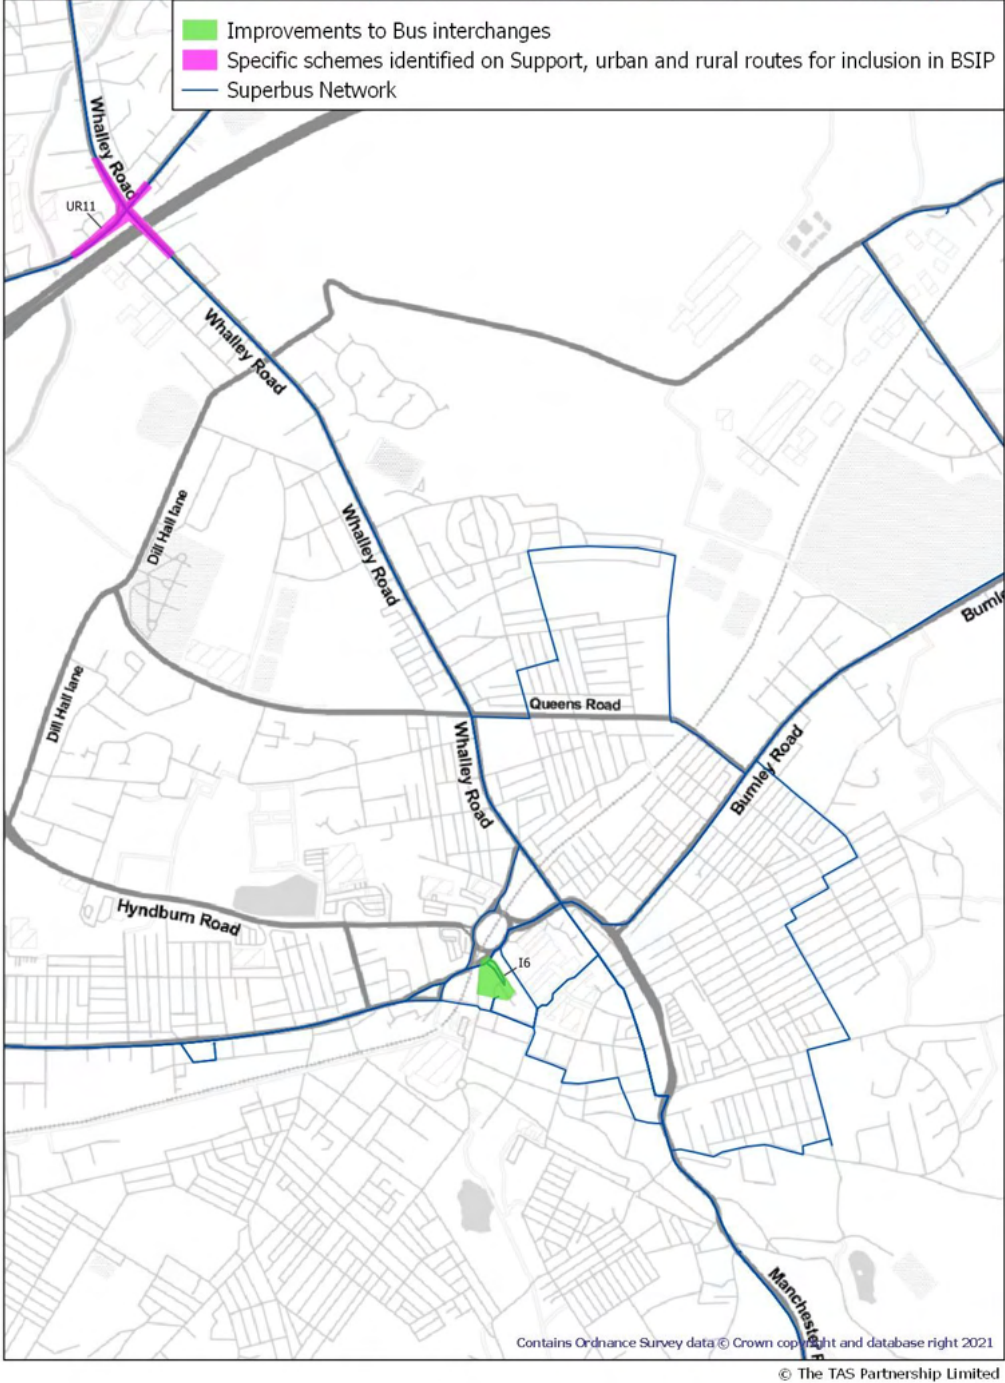 Improvements to Bus interchanges
Specific schemes identified on Support, urban and rural routes for inclusion in BSIP
Superbus Network
Whalley Road
UR11
Whalley Road
Dill Hall lane
Whalley Road
Burnle
Dill Hall lane
Queens Road
Whalley Road
Burnley Road
Hyndburn Road
I6
Manchester R
Contains Ordnance Survey data © Crown copyright and database right 2021
© The TAS Partnership Limited